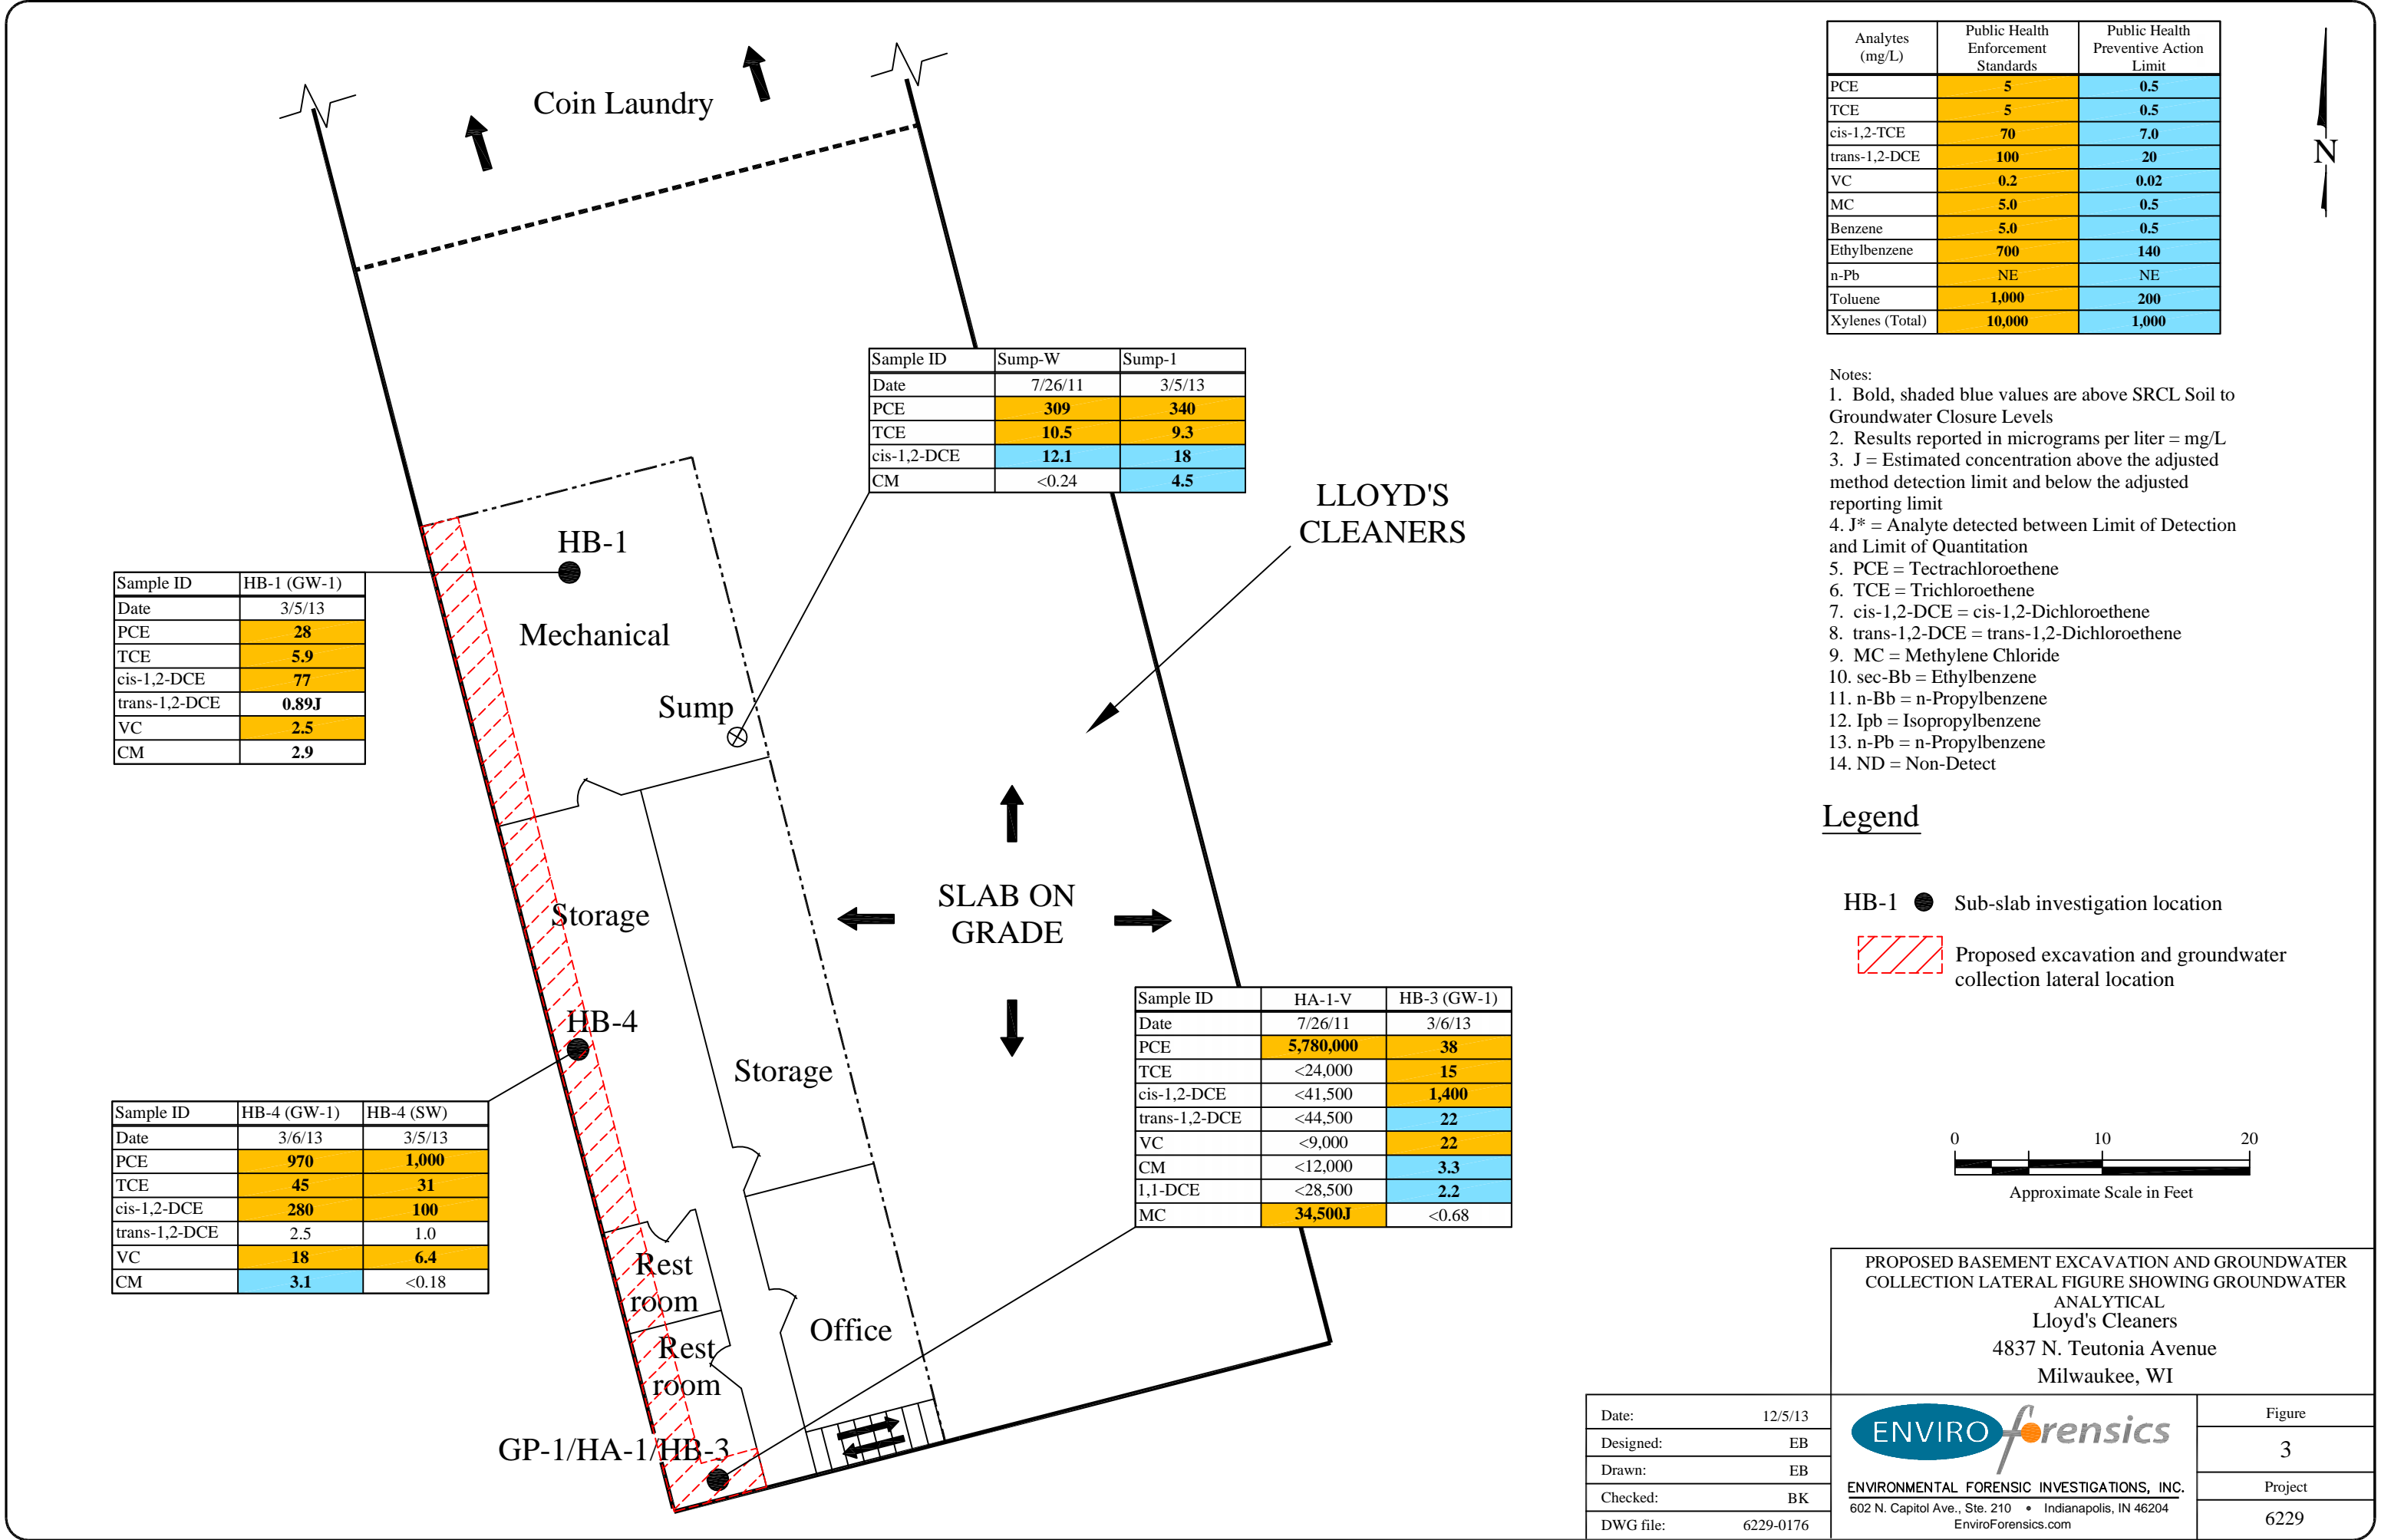 Coin Laundry
Analytes (mg/L) | Public Health Enforcement Standards | Public Health Preventive Action Limit
PCE | 5 | 0.5
TCE | 5 | 0.5
cis-1,2-TCE | 70 | 7.0
trans-1,2-DCE | 100 | 20
VC | 0.2 | 0.02
MC | 5.0 | 0.5
Benzene | 5.0 | 0.5
Ethylbenzene | 700 | 140
n-Pb | NE | NE
Toluene | 1,000 | 200
Xylenes (Total) | 10,000 | 1,000
N
Sample ID | Sump-W | Sump-1
Date | 7/26/11 | 3/5/13
PCE | 309 | 340
TCE | 10.5 | 9.3
cis-1,2-DCE | 12.1 | 18
CM | <0.24 | 4.5
Notes:
1. Bold, shaded blue values are above SRCL Soil to
Groundwater Closure Levels
2. Results reported in micrograms per liter = mg/L
3. J = Estimated concentration above the adjusted
method detection limit and below the adjusted
reporting limit
4. J* = Analyte detected between Limit of Detection
and Limit of Quantitation
5. PCE = Tectrachloroethene
6. TCE = Trichloroethene
7. cis-1,2-DCE = cis-1,2-Dichloroethene
8. trans-1,2-DCE = trans-1,2-Dichloroethene
9. MC = Methylene Chloride
10. sec-Bb = Ethylbenzene
11. n-Bb = n-Propylbenzene
12. Ipb = Isopropylbenzene
13. n-Pb = n-Propylbenzene
14. ND = Non-Detect
LLOYD'S
CLEANERS
HB-1
Mechanical
Sump
Sample ID | HB-1 (GW-1)
Date | 3/5/13
PCE | 28
TCE | 5.9
cis-1,2-DCE | 77
trans-1,2-DCE | 0.89J
VC | 2.5
CM | 2.9
Legend
HB-1 Sub-slab investigation location
Proposed excavation and groundwater
collection lateral location
SLAB ON
GRADE
Storage
HB-4
Storage
Sample ID | HA-1-V | HB-3 (GW-1)
Date | 7/26/11 | 3/6/13
PCE | 5,780,000 | 38
TCE | <24,000 | 15
cis-1,2-DCE | <41,500 | 1,400
trans-1,2-DCE | <44,500 | 22
VC | <9,000 | 22
CM | <12,000 | 3.3
1,1-DCE | <28,500 | 2.2
MC | 34,500J | <0.68
Sample ID | HB-4 (GW-1) | HB-4 (SW)
Date | 3/6/13 | 3/5/13
PCE | 970 | 1,000
TCE | 45 | 31
cis-1,2-DCE | 280 | 100
trans-1,2-DCE | 2.5 | 1.0
VC | 18 | 6.4
CM | 3.1 | <0.18
0 10 20
Approximate Scale in Feet
Rest
room
Rest
room
Office
GP-1/HA-1/HB-3
PROPOSED BASEMENT EXCAVATION AND GROUNDWATER
COLLECTION LATERAL FIGURE SHOWING GROUNDWATER
ANALYTICAL
Lloyd's Cleaners
4837 N. Teutonia Avenue
Milwaukee, WI
Date: 12/5/13
Designed: EB
Drawn: EB
Checked: BK
DWG file: 6229-0176
ENVIRO forensics
ENVIRONMENTAL FORENSIC INVESTIGATIONS, INC.
602 N. Capitol Ave., Ste. 210 • Indianapolis, IN 46204
EnviroForensics.com
Figure
3
Project
6229